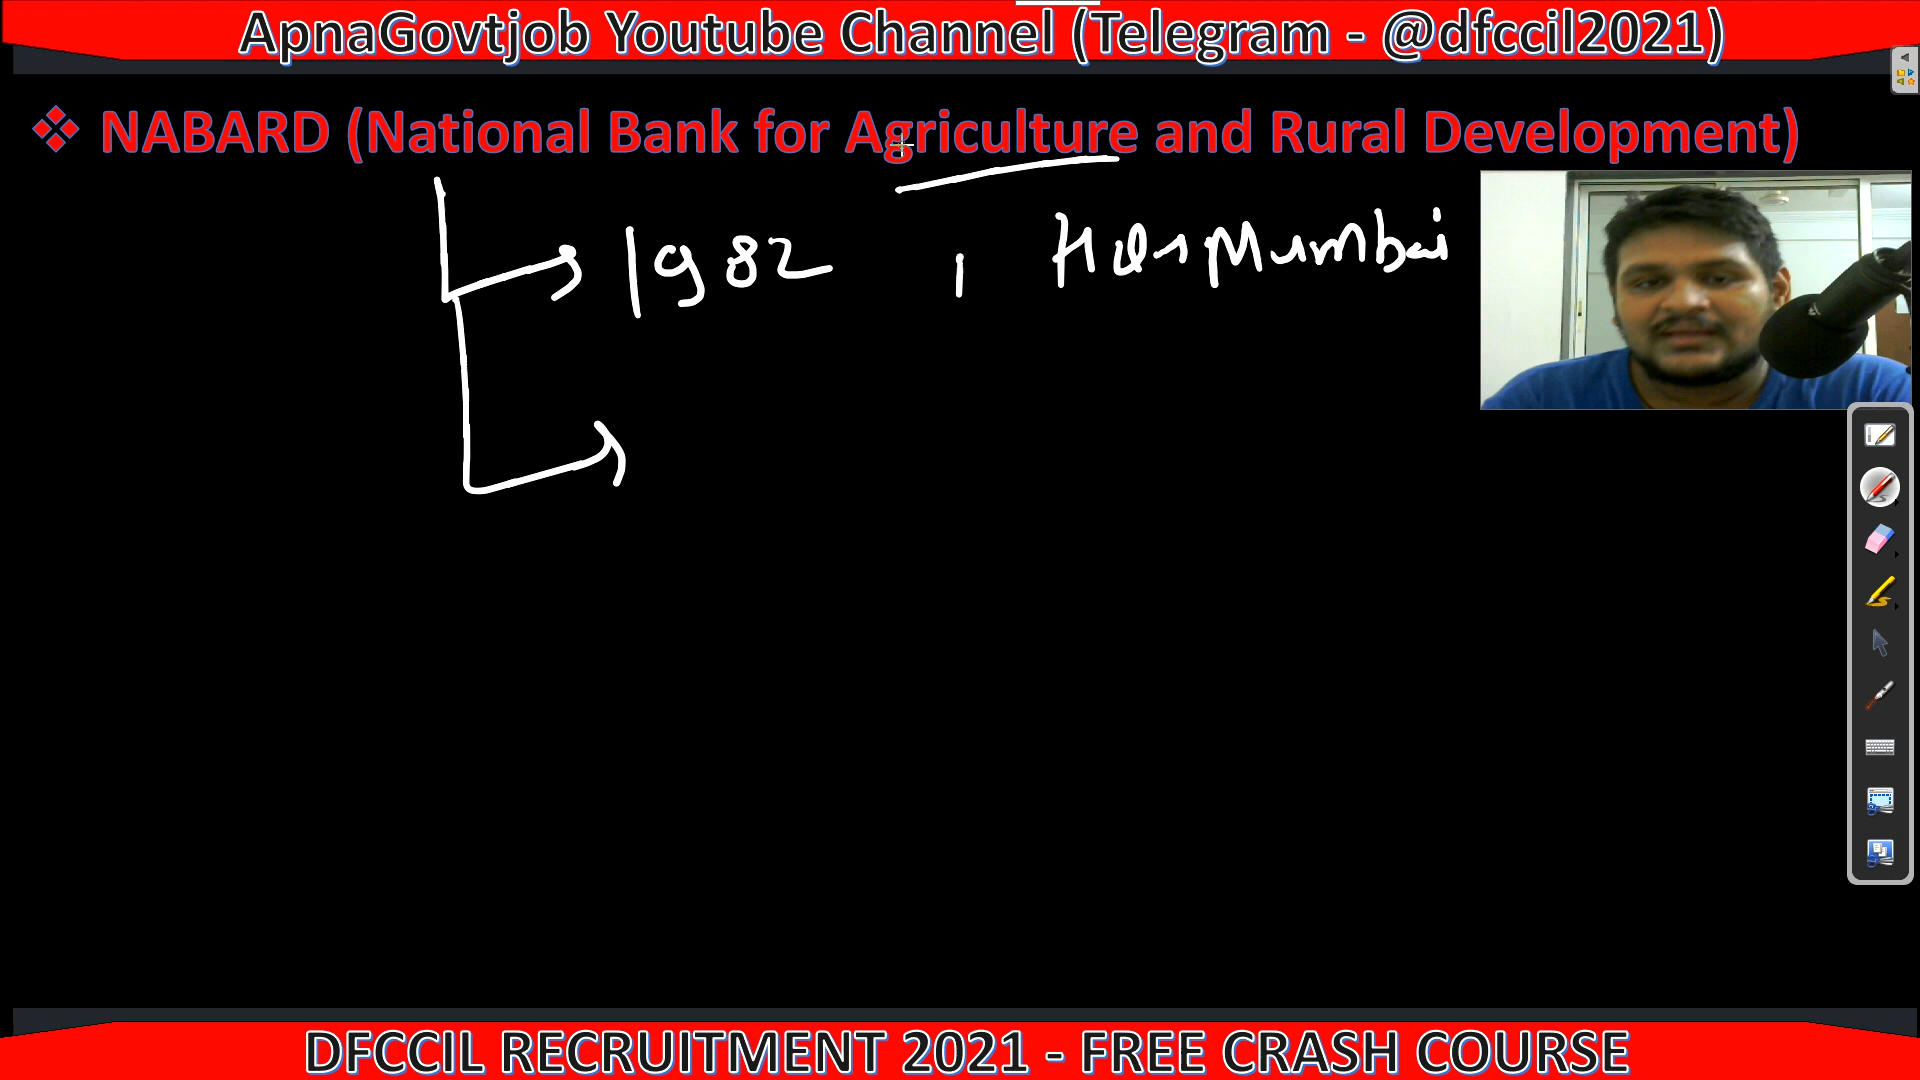 ApnaGovtjob Youtube Channel (Telegram - @dfccil2021)
❖ NABARD (National Bank for Agriculture and Rural Development)
1982 , HQrs Mumbai
DFCCIL RECRUITMENT 2021 - FREE CRASH COURSE